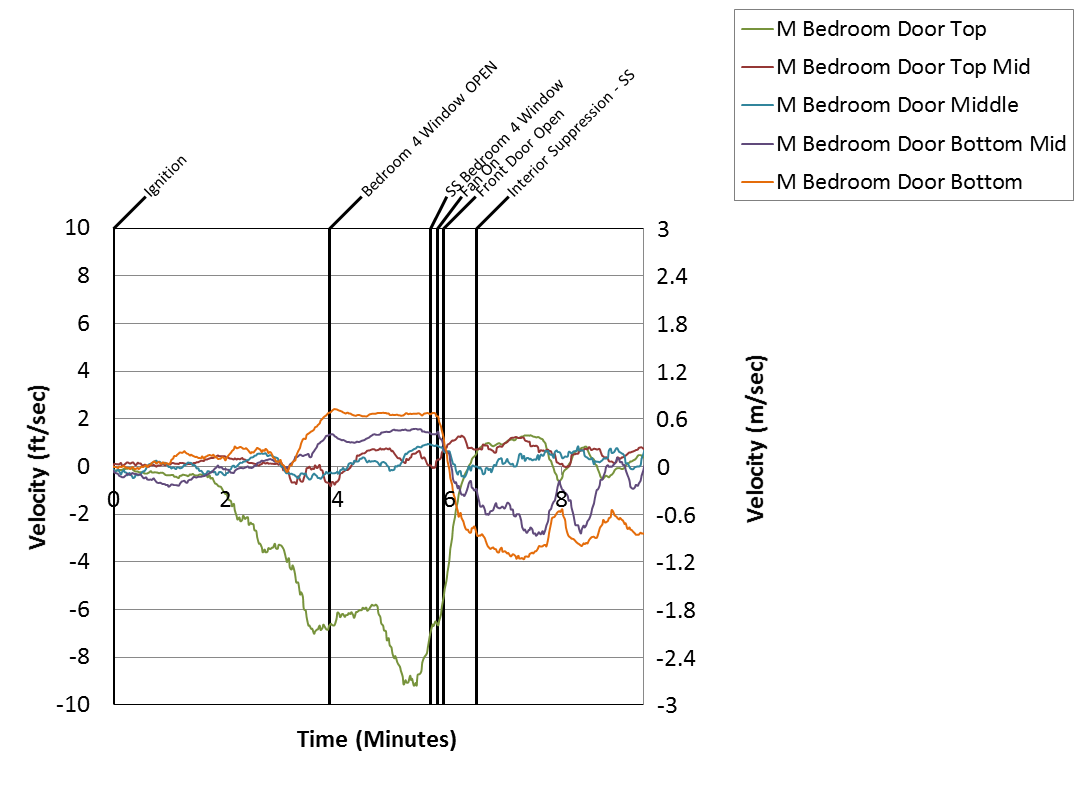 M Bedroom Door Top
M Bedroom Door Top Mid
M Bedroom Door Middle
M Bedroom Door Bottom Mid
M Bedroom Door Bottom
Ignition
Bedroom 4 Window OPEN
SS Bedroom 4 Window
Fan On
Front Door Open
Interior Suppression - SS
10
8
6
4
2
0
-2
-4
-6
-8
-10
Velocity (ft/sec)
0
2
4
6
8
3
2.4
1.8
1.2
0.6
0
-0.6
-1.2
-1.8
-2.4
-3
Velocity (m/sec)
Time (Minutes)